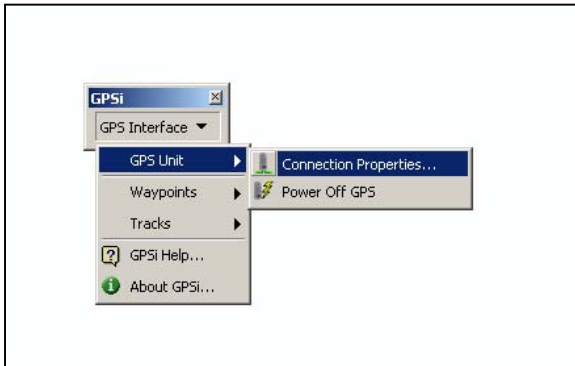 GPSi
GPS Interface
GPS Unit
Connection Properties...
Power Off GPS
Waypoints
Tracks
GPSi Help...
About GPSi...